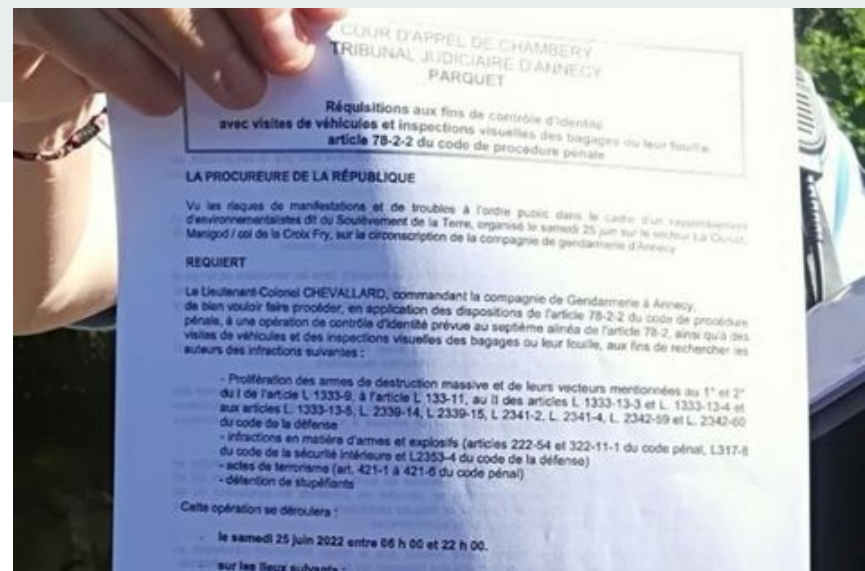 COUR D'APPEL DE CHAMBERY
TRIBUNAL JUDICIAIRE D'ANNECY
PARQUET
Réquisitions aux fins de contrôle d'identité
avec visites de véhicules et inspections visuelles des bagages ou leur fouille
article 78-2-2 du code de procédure pénale
LA PROCUREURE DE LA RÉPUBLIQUE
Vu les risques de manifestations et de troubles à l'ordre public dans le cadre d'un rassemblement
d'environnementalistes dit du Soulèvement de la Terre, organisé le samedi 25 juin sur le secteur La Clusaz,
Manigod / col de la Croix Fry, sur la circonscription de la compagnie de gendarmerie d'Annecy
REQUIERT
Le Lieutenant-Colonel CHEVALLARD, commandant la compagnie de Gendarmerie à Annecy,
de bien vouloir faire procéder, en application des dispositions de l'article 78-2-2 du code de procédure
pénale, à une opération de contrôle d'identité prévue au septième alinéa de l'article 78-2, ainsi qu'à des
visites de véhicules et des inspections visuelles des bagages ou leur fouille, aux fins de rechercher les
auteurs des infractions suivantes :
- Prolifération des armes de destruction massive et de leurs vecteurs mentionnées au 1° et 2°
du I de l'article L 1333-9, à l'article L 133-11, au II des articles L 1333-13-3 et L. 1333-13-4 et
aux articles L. 1333-13-5, L. 2339-14, L 2339-15, L 2341-2, L. 2341-4, L. 2342-59 et L. 2342-60
du code de la défense
- infractions en matière d'armes et explosifs (articles 222-54 et 322-11-1 du code pénal, L317-8
du code de la sécurité intérieure et L2353-4 du code de la défense)
- actes de terrorisme (art. 421-1 à 421-6 du code pénal)
- détention de stupéfiants
Cette opération se déroulera :
- le samedi 25 juin 2022 entre 06 h 00 et 22 h 00.
sur les lieux suivants :